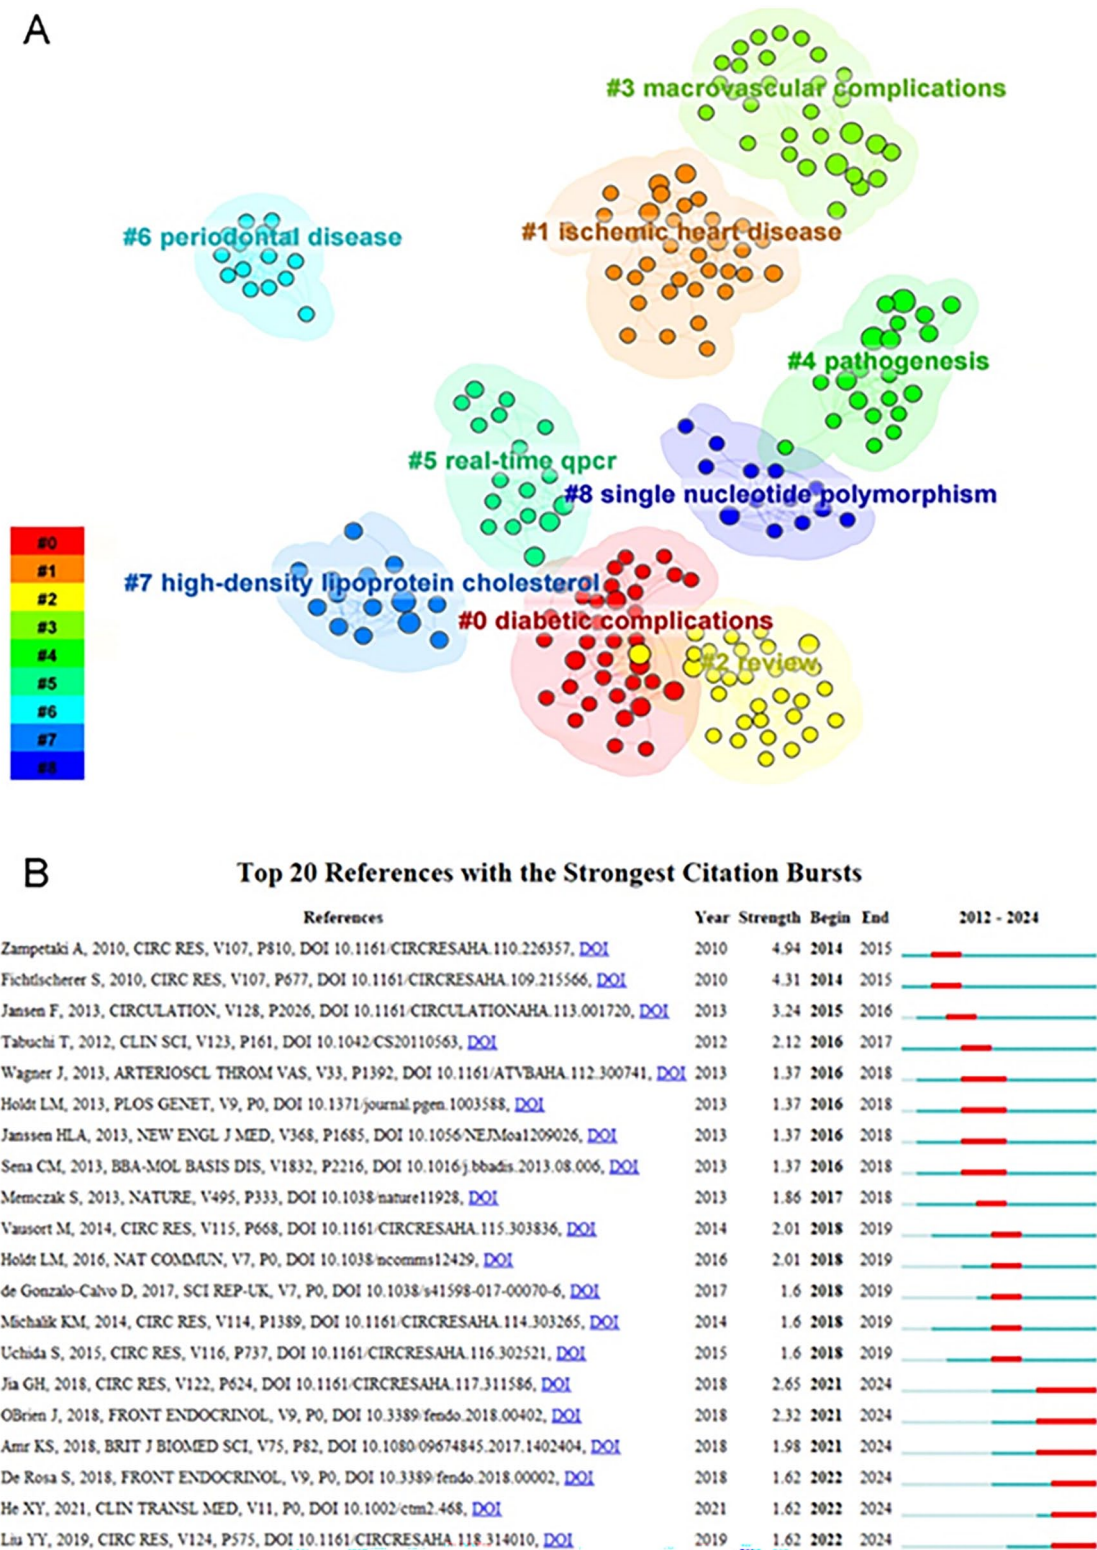 A
#3 macrovascular complications
#6 periodontal disease
#1 ischemic heart disease
#4 pathogenesis
#5 real-time qpcr
#8 single nucleotide polymorphism
#7 high-density lipoprotein cholesterol
#0 diabetic complications
#2 review
#0
#1
#2
#3
#4
#5
#6
#7
#8
B
Top 20 References with the Strongest Citation Bursts
References Year Strength Begin End 2012 - 2024
Zampetaki A, 2010, CIRC RES, V107, P810, DOI 10.1161/CIRCRESAHA.110.226357, DOI 2010 4.94 2014 2015
Fichtlscherer S, 2010, CIRC RES, V107, P677, DOI 10.1161/CIRCRESAHA.109.215566, DOI 2010 4.31 2014 2015
Jansen F, 2013, CIRCULATION, V128, P2026, DOI 10.1161/CIRCULATIONAHA.113.001720, DOI 2013 3.24 2015 2016
Tabuchi T, 2012, CLIN SCI, V123, P161, DOI 10.1042/CS20110563, DOI 2012 2.12 2016 2017
Wagner J, 2013, ARTERIOSCL THROM VAS, V33, P1392, DOI 10.1161/ATVBAHA.112.300741, DOI 2013 1.37 2016 2018
Holdt LM, 2013, PLOS GENET, V9, P0, DOI 10.1371/journal.pgen.1003588, DOI 2013 1.37 2016 2018
Janssen HLA, 2013, NEW ENGL J MED, V368, P1685, DOI 10.1056/NEJMoa1209026, DOI 2013 1.37 2016 2018
Sena CM, 2013, BBA-MOL BASIS DIS, V1832, P2216, DOI 10.1016/j.bbadis.2013.08.006, DOI 2013 1.37 2016 2018
Memczak S, 2013, NATURE, V495, P333, DOI 10.1038/nature11928, DOI 2013 1.86 2017 2018
Vausort M, 2014, CIRC RES, V115, P668, DOI 10.1161/CIRCRESAHA.115.303836, DOI 2014 2.01 2018 2019
Holdt LM, 2016, NAT COMMUN, V7, P0, DOI 10.1038/ncomms12429, DOI 2016 2.01 2018 2019
de Gonzalo-Calvo D, 2017, SCI REP-UK, V7, P0, DOI 10.1038/s41598-017-00070-6, DOI 2017 1.6 2018 2019
Michalik KM, 2014, CIRC RES, V114, P1389, DOI 10.1161/CIRCRESAHA.114.303265, DOI 2014 1.6 2018 2019
Uchida S, 2015, CIRC RES, V116, P737, DOI 10.1161/CIRCRESAHA.116.302521, DOI 2015 1.6 2018 2019
Jia GH, 2018, CIRC RES, V122, P624, DOI 10.1161/CIRCRESAHA.117.311586, DOI 2018 2.65 2021 2024
OBrien J, 2018, FRONT ENDOCRINOL, V9, P0, DOI 10.3389/fendo.2018.00402, DOI 2018 2.32 2021 2024
Amr KS, 2018, BRIT J BIOMED SCI, V75, P82, DOI 10.1080/09674845.2017.1402404, DOI 2018 1.98 2021 2024
De Rosa S, 2018, FRONT ENDOCRINOL, V9, P0, DOI 10.3389/fendo.2018.00002, DOI 2018 1.62 2022 2024
He XY, 2021, CLIN TRANSL MED, V11, P0, DOI 10.1002/ctm2.468, DOI 2021 1.62 2022 2024
Liu YY, 2019, CIRC RES, V124, P575, DOI 10.1161/CIRCRESAHA.118.314010, DOI 2019 1.62 2022 2024